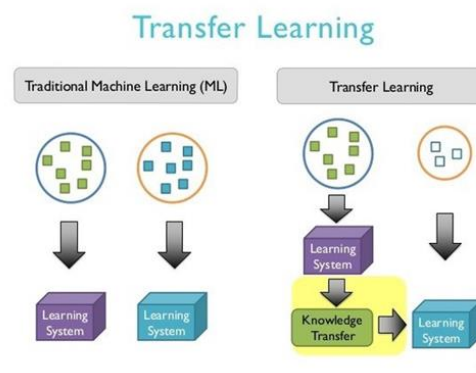 Transfer Learning
Traditional Machine Learning (ML)
Learning
System
Learning
System
Transfer Learning
Learning
System
Knowledge
Transfer
Learning
System